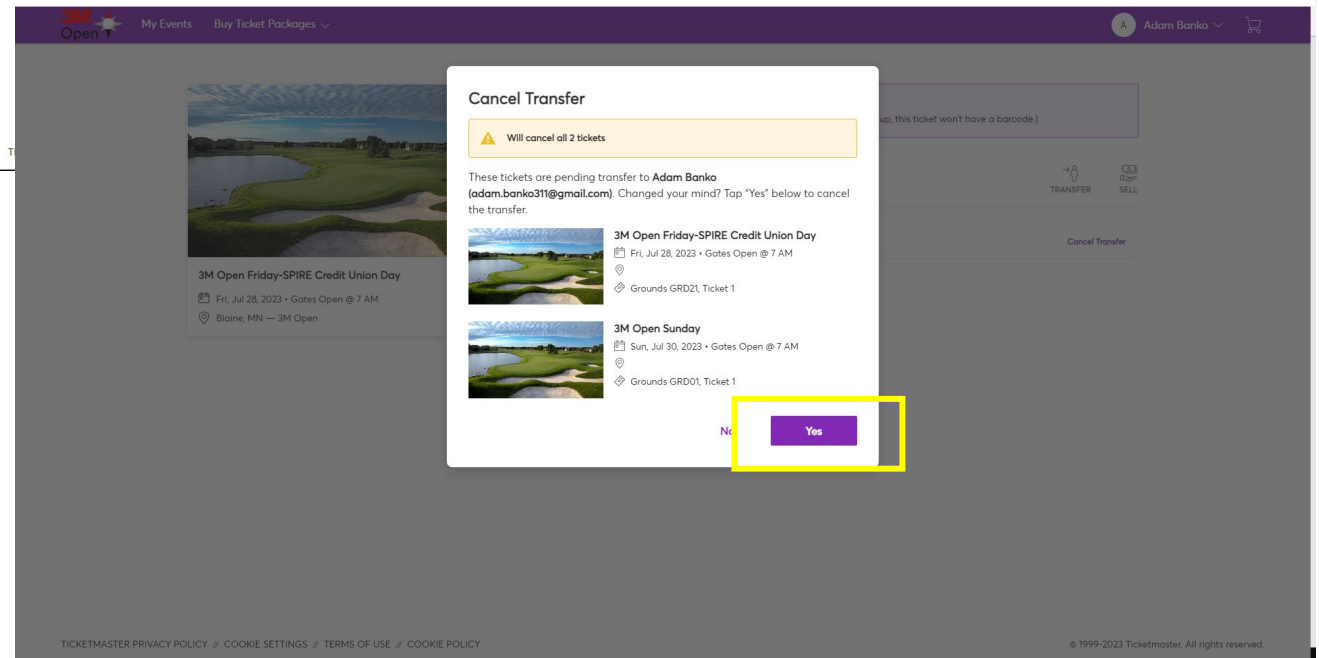 3M
Open
My Events
Buy Ticket Packages
A
Adam Banko
Cancel Transfer
Will cancel all 2 tickets
up, this ticket won't have a barcode.)
These tickets are pending transfer to Adam Banko
(adam.banko311@gmail.com). Changed your mind? Tap "Yes" below to cancel
the transfer.
TRANSFER
SELL
3M Open Friday-SPIRE Credit Union Day
Fri, Jul 28, 2023 • Gates Open @ 7 AM
Grounds GRD21, Ticket 1
Cancel Transfer
3M Open Friday-SPIRE Credit Union Day
Fri, Jul 28, 2023 • Gates Open @ 7 AM
Blaine, MN — 3M Open
3M Open Sunday
Sun, Jul 30, 2023 • Gates Open @ 7 AM
Grounds GRD01, Ticket 1
Yes
TICKETMASTER PRIVACY POLICY // COOKIE SETTINGS // TERMS OF USE // COOKIE POLICY
© 1999-2023 Ticketmaster. All rights reserved.